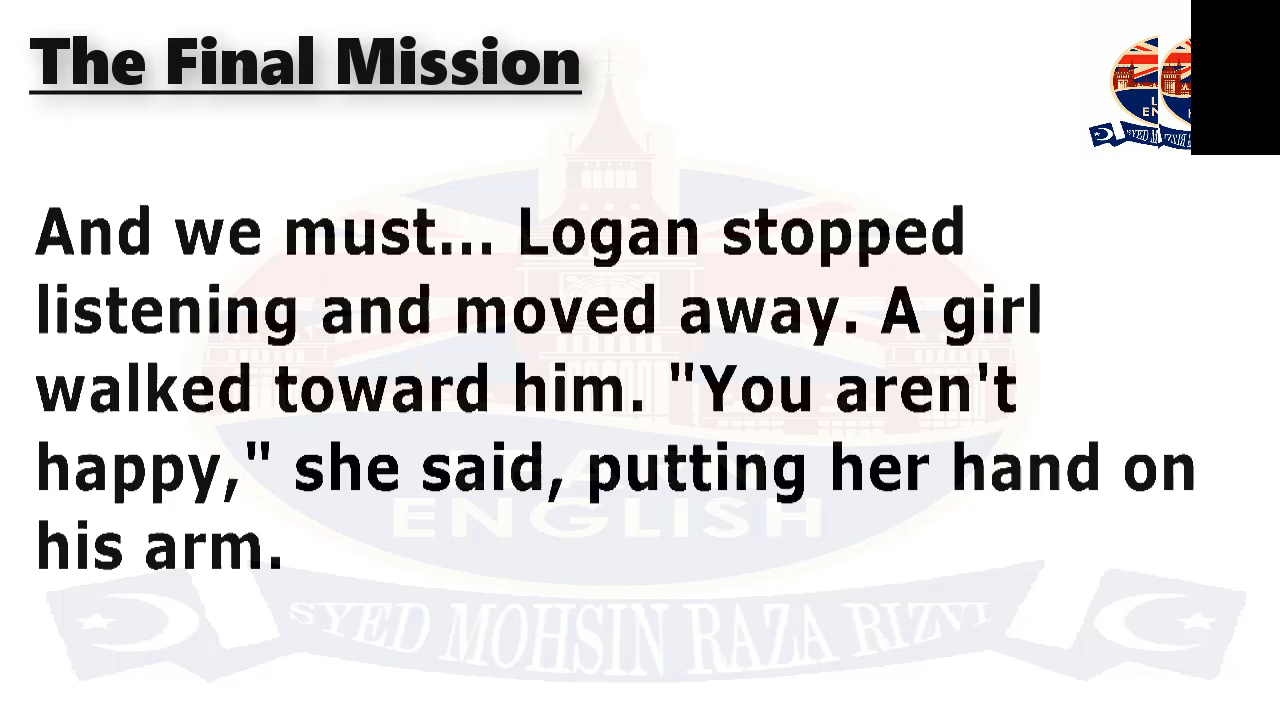 The Final Mission
And we must... Logan stopped
listening and moved away. A girl
walked toward him. "You aren't
happy," she said, putting her hand on
his arm.
ENGLISH
SYED MOHSIN RAZA RIZVI